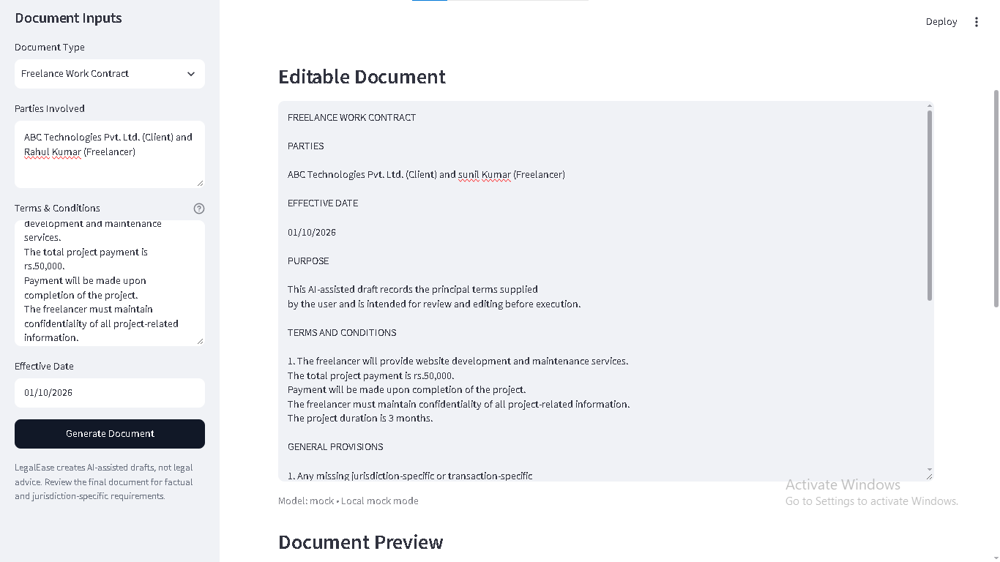 Document Inputs
Document Type
Freelance Work Contract
Parties Involved
ABC Technologies Pvt. Ltd. (Client) and
Rahul Kumar (Freelancer)
Terms & Conditions
development and maintenance
services.
The total project payment is
rs.50,000.
Payment will be made upon
completion of the project.
The freelancer must maintain
confidentiality of all project-related
information.
Effective Date
01/10/2026
Generate Document
LegalEase creates AI-assisted drafts, not legal
advice. Review the final document for factual
and jurisdiction-specific requirements.
Deploy
Editable Document
FREELANCE WORK CONTRACT
PARTIES
ABC Technologies Pvt. Ltd. (Client) and sunil Kumar (Freelancer)
EFFECTIVE DATE
01/10/2026
PURPOSE
This AI-assisted draft records the principal terms supplied
by the user and is intended for review and editing before execution.
TERMS AND CONDITIONS
1. The freelancer will provide website development and maintenance services.
The total project payment is rs.50,000.
Payment will be made upon completion of the project.
The freelancer must maintain confidentiality of all project-related information.
The project duration is 3 months.
GENERAL PROVISIONS
1. Any missing jurisdiction-specific or transaction-specific
Model: mock • Local mock mode
Activate Windows
Go to Settings to activate Windows.
Document Preview